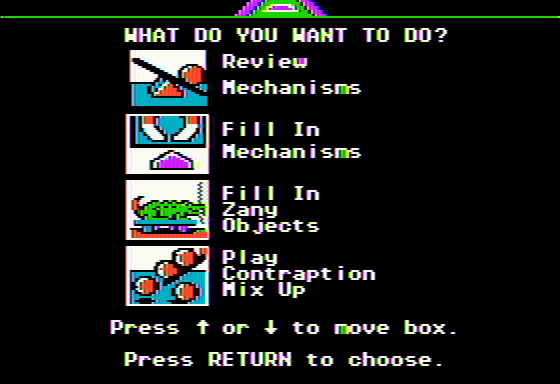 WHAT DO YOU WANT TO DO?
Review
Mechanisms
Fill In
Mechanisms
Fill In
Zany
Objects
Play
Contraption
Mix Up
Press ↑ or ↓ to move box.
Press RETURN to choose.